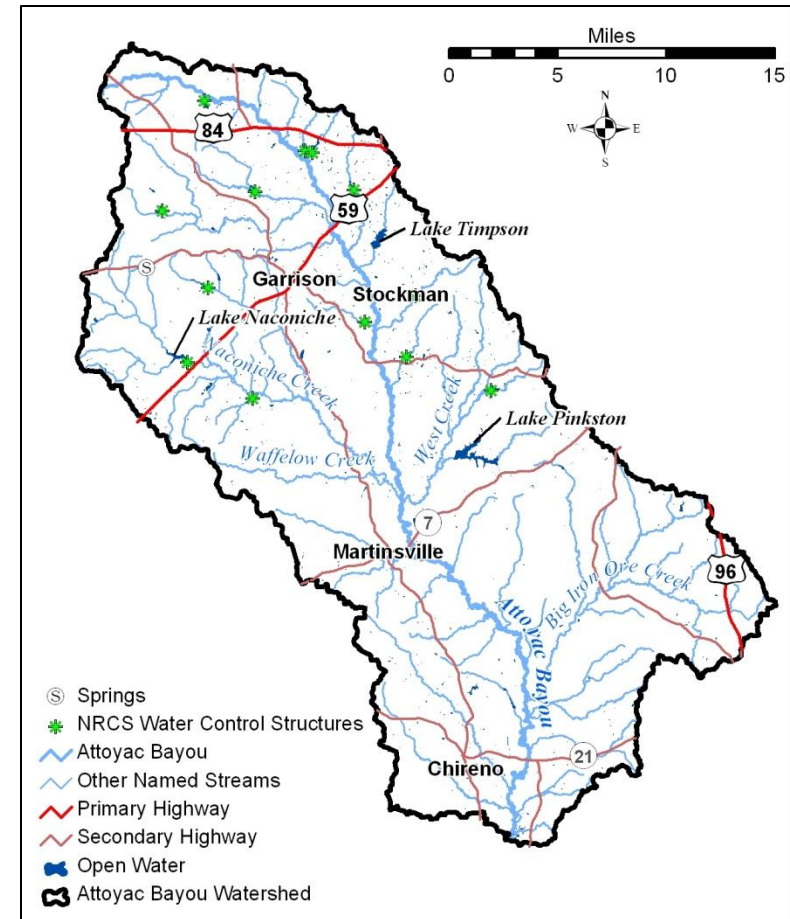 Miles
0 5 10 15
N
W E
S
84
59
Lake Timpson
S
Garrison
Stockman
Lake Naconiche
Naconiche Creek
West Creek
Lake Pinkston
Waffelow Creek
7
Martinsville
96
Big Iron Ore Creek
Attoyac Bayou
21
Chireno
S Springs
NRCS Water Control Structures
Attoyac Bayou
Other Named Streams
Primary Highway
Secondary Highway
Open Water
Attoyac Bayou Watershed